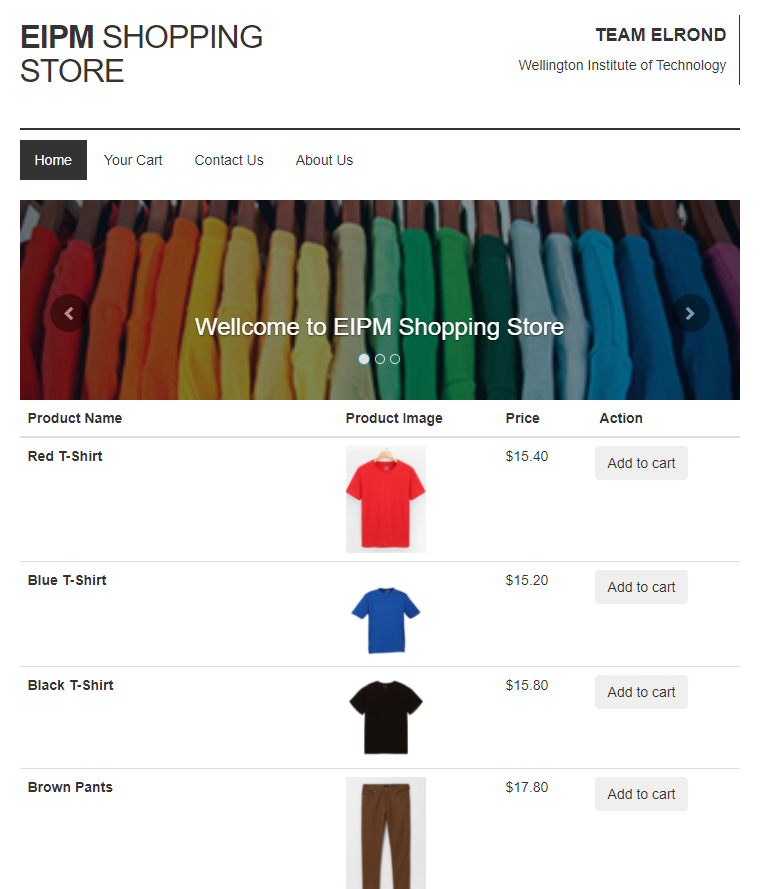 EIPM SHOPPING
STORE
TEAM ELROND
Wellington Institute of Technology
Home Your Cart Contact Us About Us
Wellcome to EIPM Shopping Store
Product Name Product Image Price Action
Red T-Shirt $15.40 Add to cart
Blue T-Shirt $15.20 Add to cart
Black T-Shirt $15.80 Add to cart
Brown Pants $17.80 Add to cart